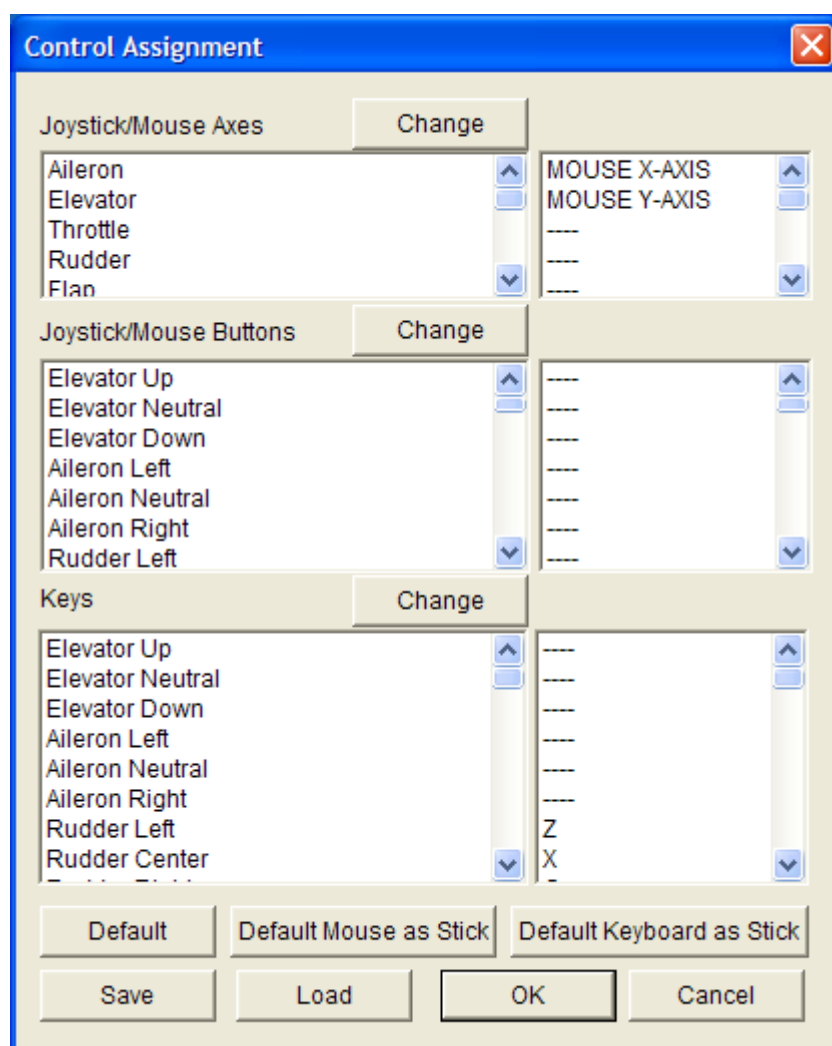 Control Assignment
Joystick/Mouse Axes Change
Aileron MOUSE X-AXIS
Elevator MOUSE Y-AXIS
Throttle ----
Rudder ----
Flap ----
Joystick/Mouse Buttons Change
Elevator Up ----
Elevator Neutral ----
Elevator Down ----
Aileron Left ----
Aileron Neutral ----
Aileron Right ----
Rudder Left ----
Keys Change
Elevator Up ----
Elevator Neutral ----
Elevator Down ----
Aileron Left ----
Aileron Neutral ----
Aileron Right ----
Rudder Left Z
Rudder Center X
Default Default Mouse as Stick Default Keyboard as Stick
Save Load OK Cancel